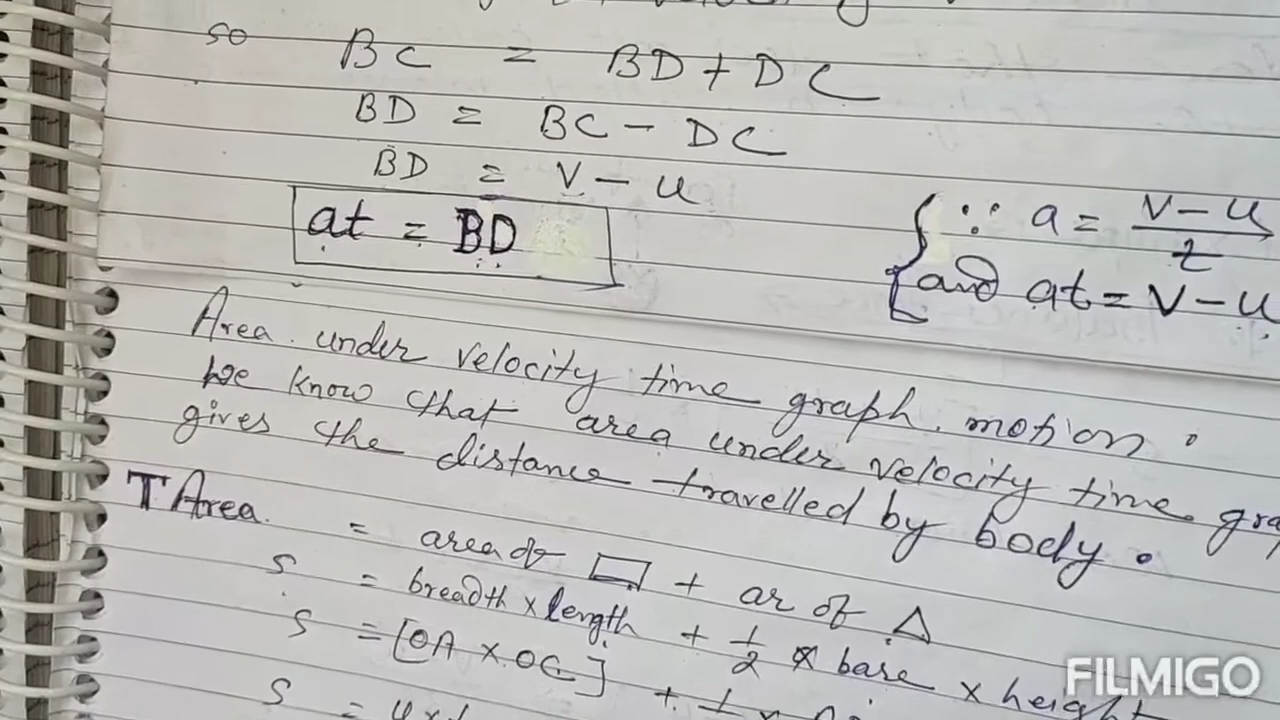 so BC = BD + DC
BD = BC - DC
BD = V - u
at = BD
{ ∵ a = V-u/t
and at = V-u
Area under velocity time graph motion.
we know that area under velocity time gra
gives the distance travelled by body.
TArea = area of ▭ + ar of △
s = breadth × length + 1/2 × base × height
s = [OA × OC] + 1/
s = u×t
FILMIGO